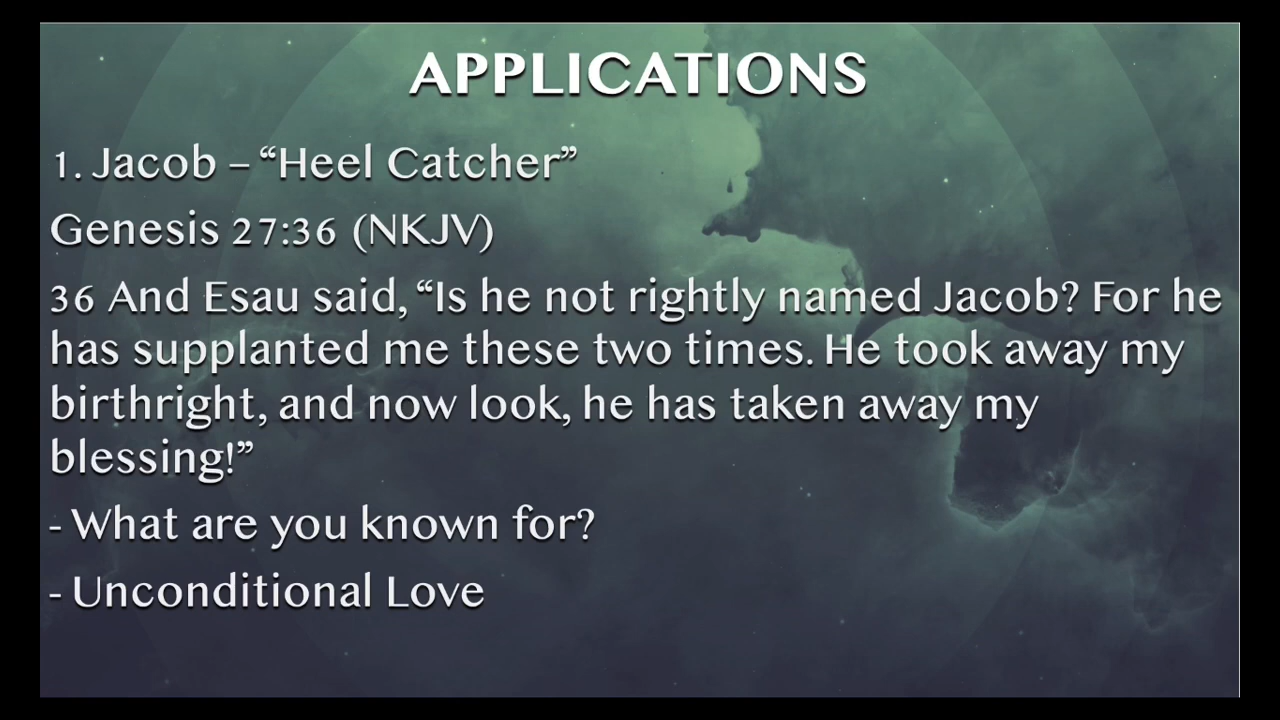 APPLICATIONS
1. Jacob – “Heel Catcher”
Genesis 27:36 (NKJV)
36 And Esau said, “Is he not rightly named Jacob? For he
has supplanted me these two times. He took away my
birthright, and now look, he has taken away my
blessing!”
- What are you known for?
- Unconditional Love